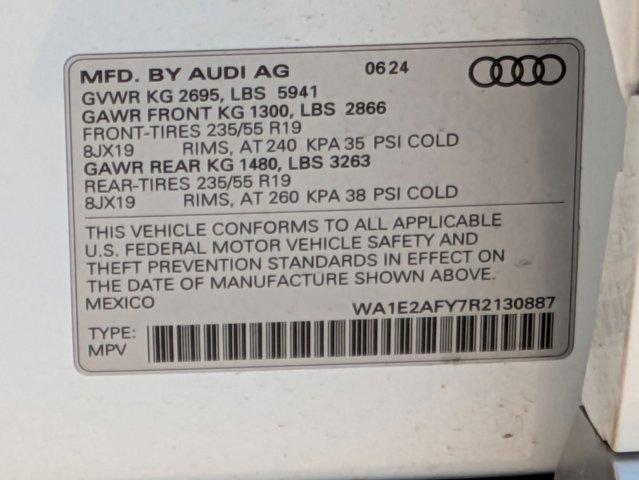 MFD. BY AUDI AG 06 24
GVWR KG 2695, LBS 5941
GAWR FRONT KG 1300, LBS 2866
FRONT-TIRES 235/55 R19
8JX19 RIMS, AT 240 KPA 35 PSI COLD
GAWR REAR KG 1480, LBS 3263
REAR-TIRES 235/55 R19
8JX19 RIMS, AT 260 KPA 38 PSI COLD
THIS VEHICLE CONFORMS TO ALL APPLICABLE
U.S. FEDERAL MOTOR VEHICLE SAFETY AND
THEFT PREVENTION STANDARDS IN EFFECT ON
THE DATE OF MANUFACTURE SHOWN ABOVE.
MEXICO WA1E2AFY7R2130887
TYPE:
MPV